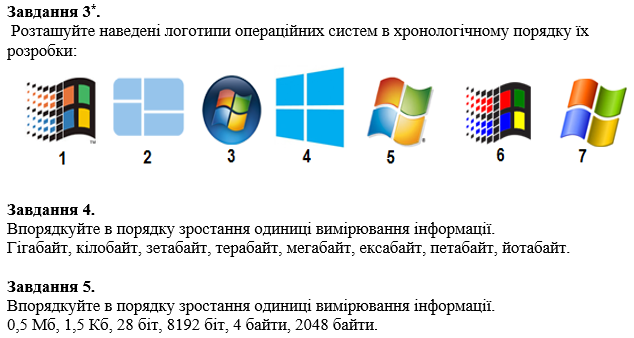 Завдання 3*.
Розташуйте наведені логотипи операційних систем в хронологічному порядку їх
розробки:
1 2 3 4 5 6 7
Завдання 4.
Впорядкуйте в порядку зростання одиниці вимірювання інформації.
Гігабайт, кілобайт, зетабайт, терабайт, мегабайт, ексабайт, петабайт, йотабайт.
Завдання 5.
Впорядкуйте в порядку зростання одиниці вимірювання інформації.
0,5 Мб, 1,5 Кб, 28 біт, 8192 біт, 4 байти, 2048 байти.